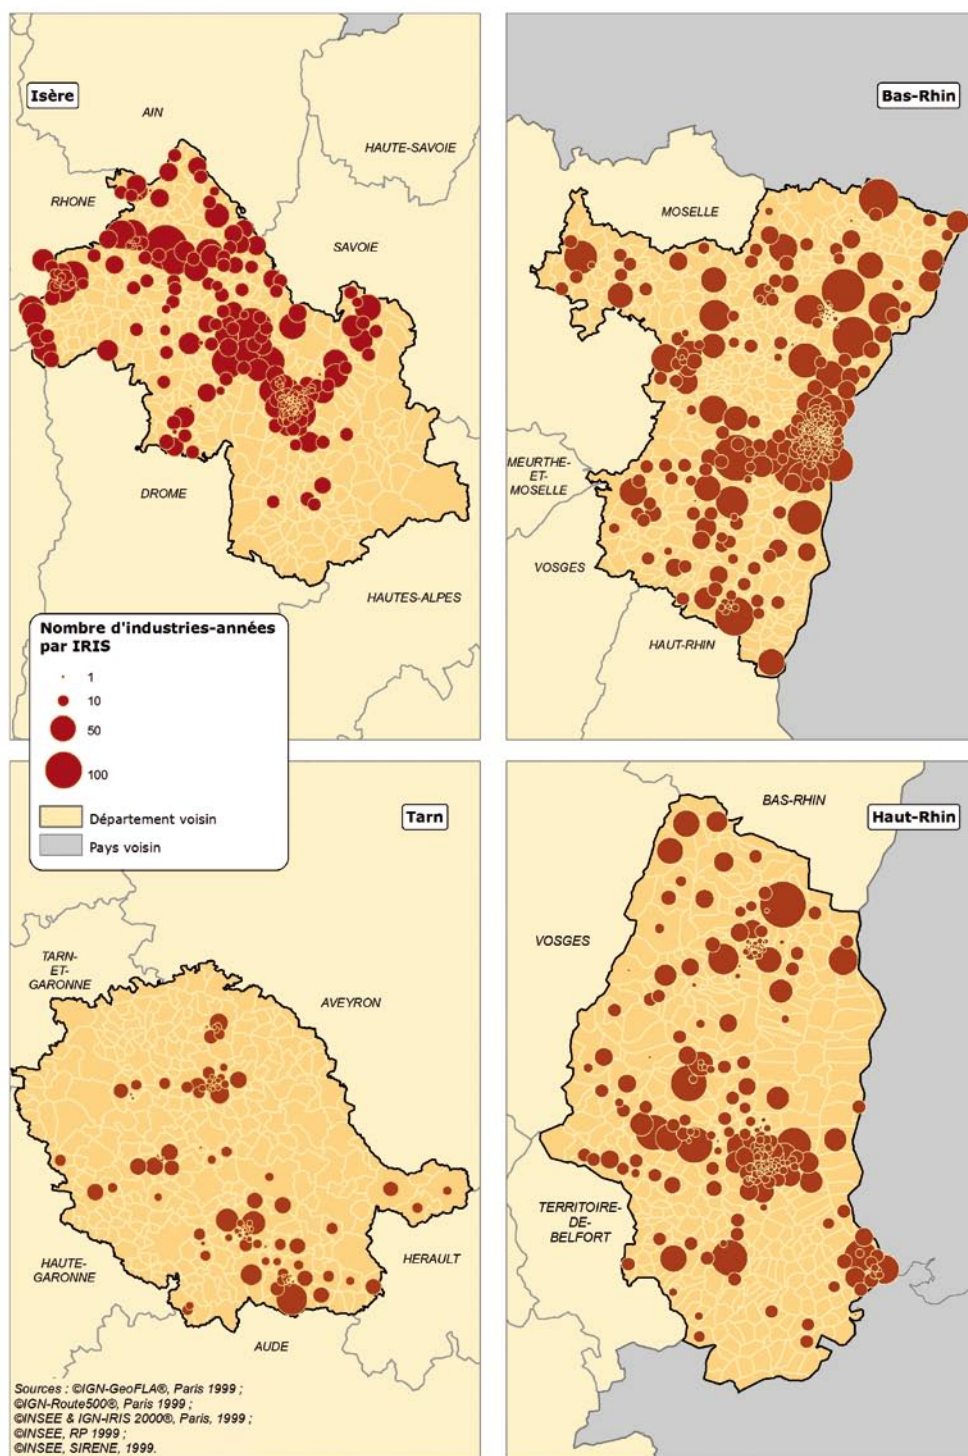 Isère
AIN
HAUTE-SAVOIE
RHONE
SAVOIE
DROME
HAUTES-ALPES
Bas-Rhin
MOSELLE
MEURTHE-
ET-
MOSELLE
VOSGES
HAUT-RHIN
Nombre d'industries-années
par IRIS
1
10
50
100
Département voisin
Pays voisin
Tarn
TARN-
ET-
GARONNE
AVEYRON
HAUTE-
GARONNE
HERAULT
AUDE
Sources : ©IGN-GeoFLA®, Paris 1999 ;
©IGN-Route500®, Paris 1999 ;
©INSEE & IGN-IRIS 2000®, Paris, 1999 ;
©INSEE, RP 1999 ;
©INSEE, SIRENE, 1999.
BAS-RHIN
Haut-Rhin
VOSGES
TERRITOIRE-
DE-
BELFORT